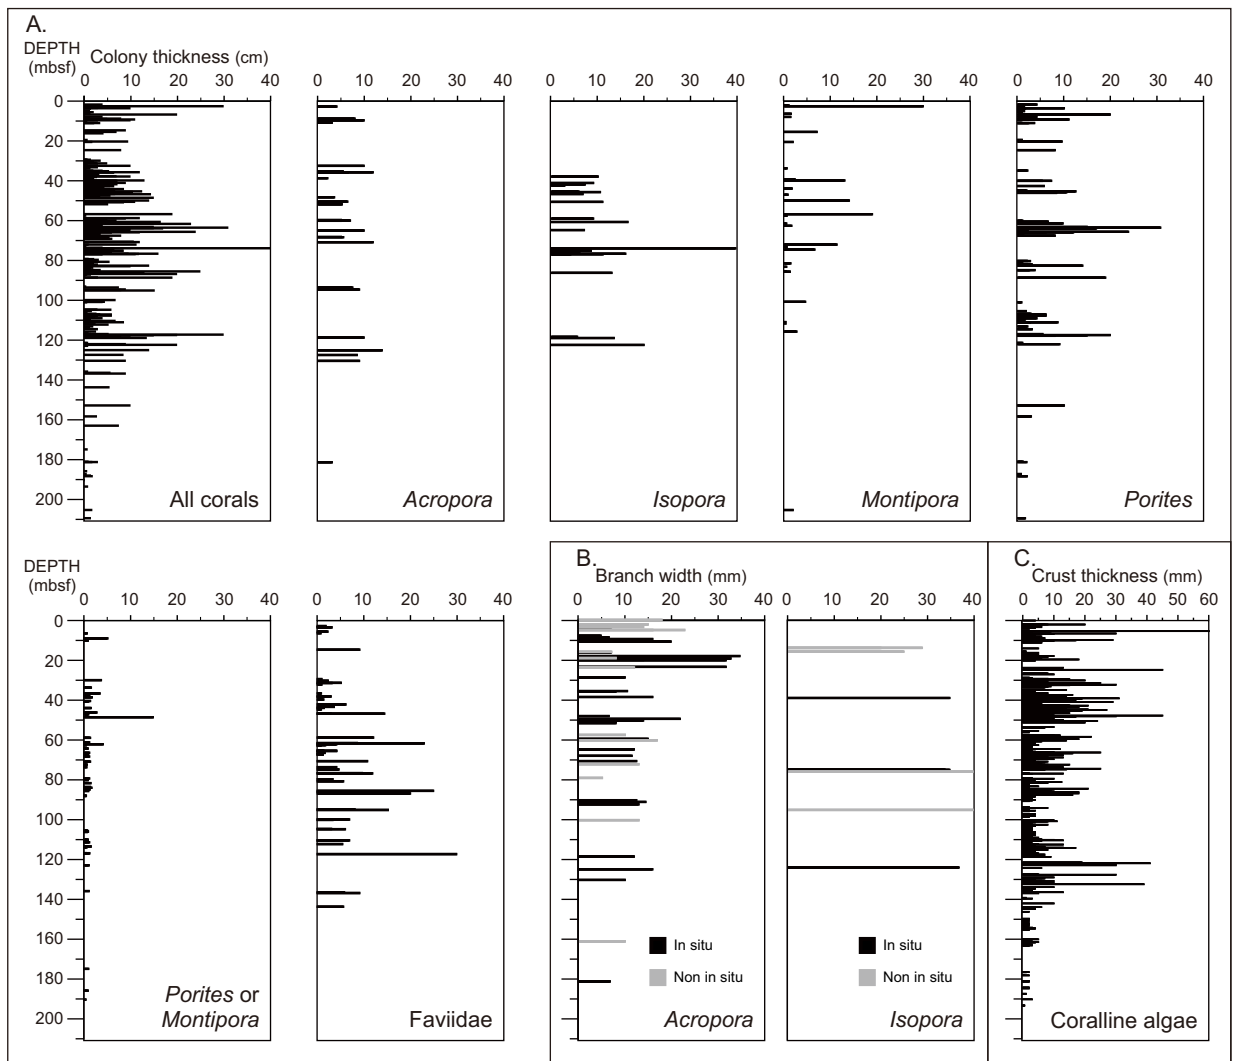 A.
DEPTH
(mbsf)
Colony thickness (cm)
0 10 20 30 40
0 10 20 30 40
0 10 20 30 40
0 10 20 30 40
0 10 20 30 40
0
20
40
60
80
100
120
140
160
180
200
All corals
Acropora
Isopora
Montipora
Porites
DEPTH
(mbsf)
0 10 20 30 40
0 10 20 30 40
0
20
40
60
80
100
120
140
160
180
200
Porites or
Montipora
Faviidae
B.
Branch width (mm)
0 10 20 30 40
0 10 20 30 40
In situ
Non in situ
Acropora
In situ
Non in situ
Isopora
C.
Crust thickness (mm)
0 10 20 30 40 50 60
Coralline algae